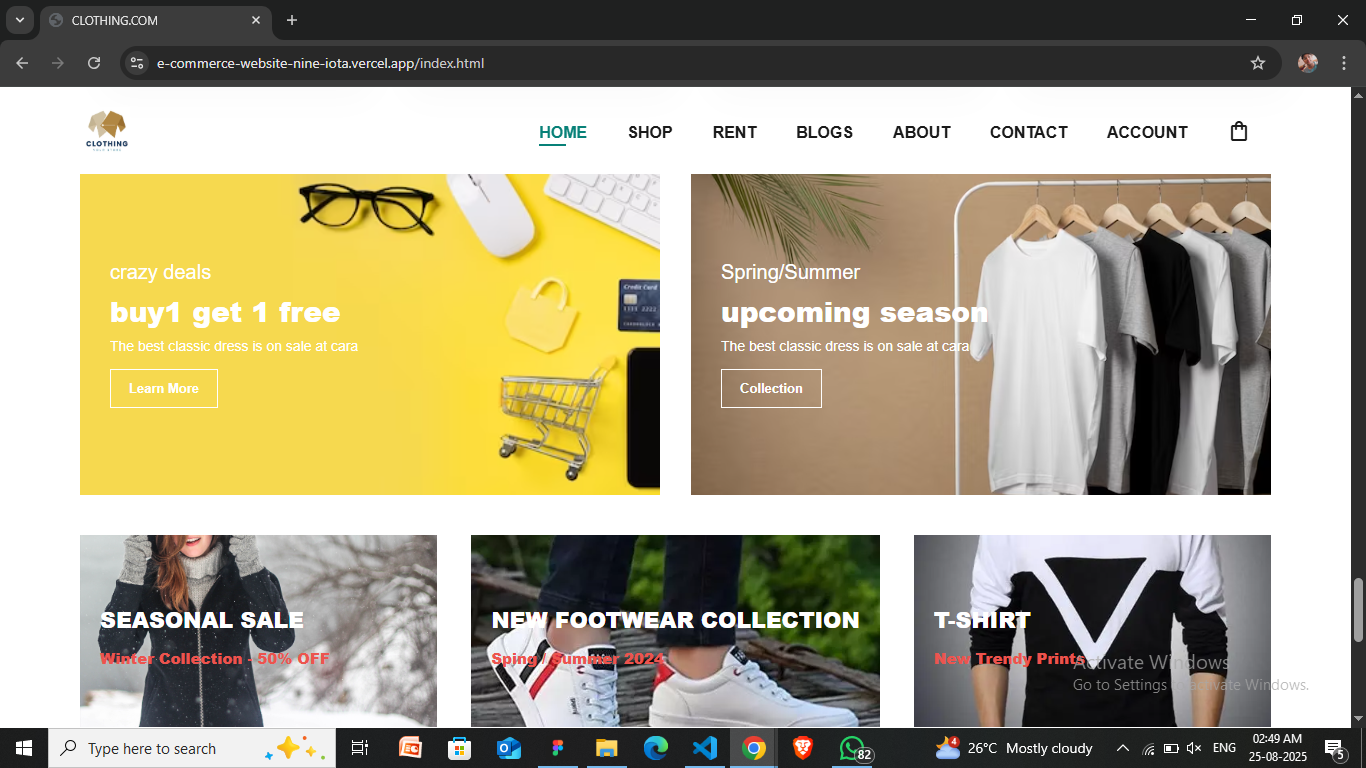 CLOTHING.COM
e-commerce-website-nine-iota.vercel.app/index.html
CLOTHING
HOME SHOP RENT BLOGS ABOUT CONTACT ACCOUNT
crazy deals
buy1 get 1 free
The best classic dress is on sale at cara
Learn More
Credit Card
Spring/Summer
upcoming season
The best classic dress is on sale at cara
Collection
SEASONAL SALE
Winter Collection - 50% OFF
NEW FOOTWEAR COLLECTION
Sping / Summer 2024
T-SHIRT
New Trendy Prints
Activate Windows
Go to Settings to activate Windows.
Type here to search
82
4
26°C Mostly cloudy
ENG
02:49 AM
25-08-2025
5